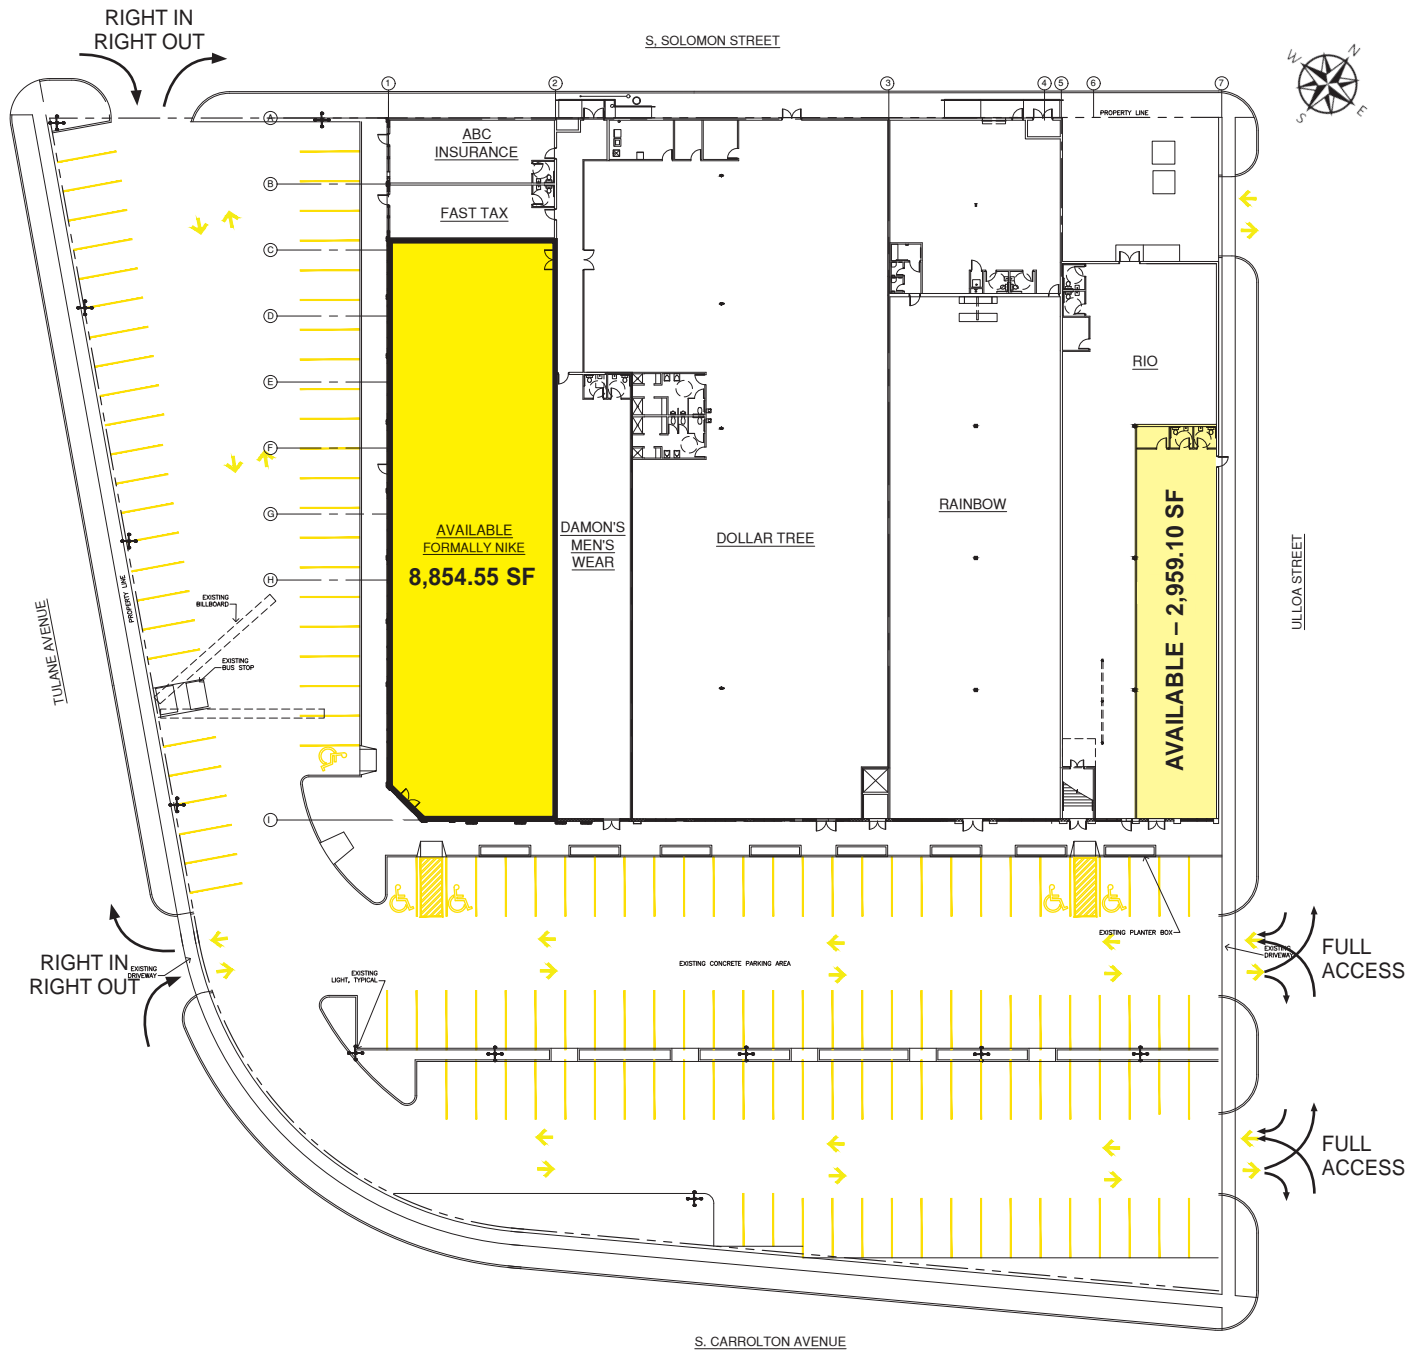 RIGHT IN
RIGHT OUT
S, SOLOMON STREET
N
W
E
S
1
2
3
4
5
6
7
A
B
C
D
E
F
G
H
I
PROPERTY LINE
ABC
INSURANCE
FAST TAX
RIO
AVAILABLE
FORMALLY NIKE
8,854.55 SF
DAMON'S
MEN'S
WEAR
DOLLAR TREE
RAINBOW
AVAILABLE – 2,959.10 SF
ULLOA STREET
TULANE AVENUE
PROPERTY LINE
EXISTING
BILLBOARD
EXISTING
BUS STOP
RIGHT IN
RIGHT OUT
EXISTING
DRIVEWAY
EXISTING
LIGHT, TYPICAL
EXISTING CONCRETE PARKING AREA
EXISTING PLANTER BOX
EXISTING
DRIVEWAY
FULL
ACCESS
FULL
ACCESS
S. CARROLTON AVENUE